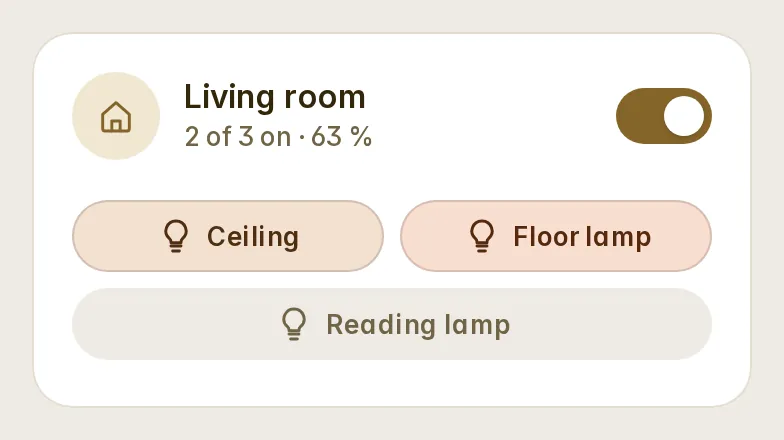 Living room
2 of 3 on · 63 %
Ceiling
Floor lamp
Reading lamp